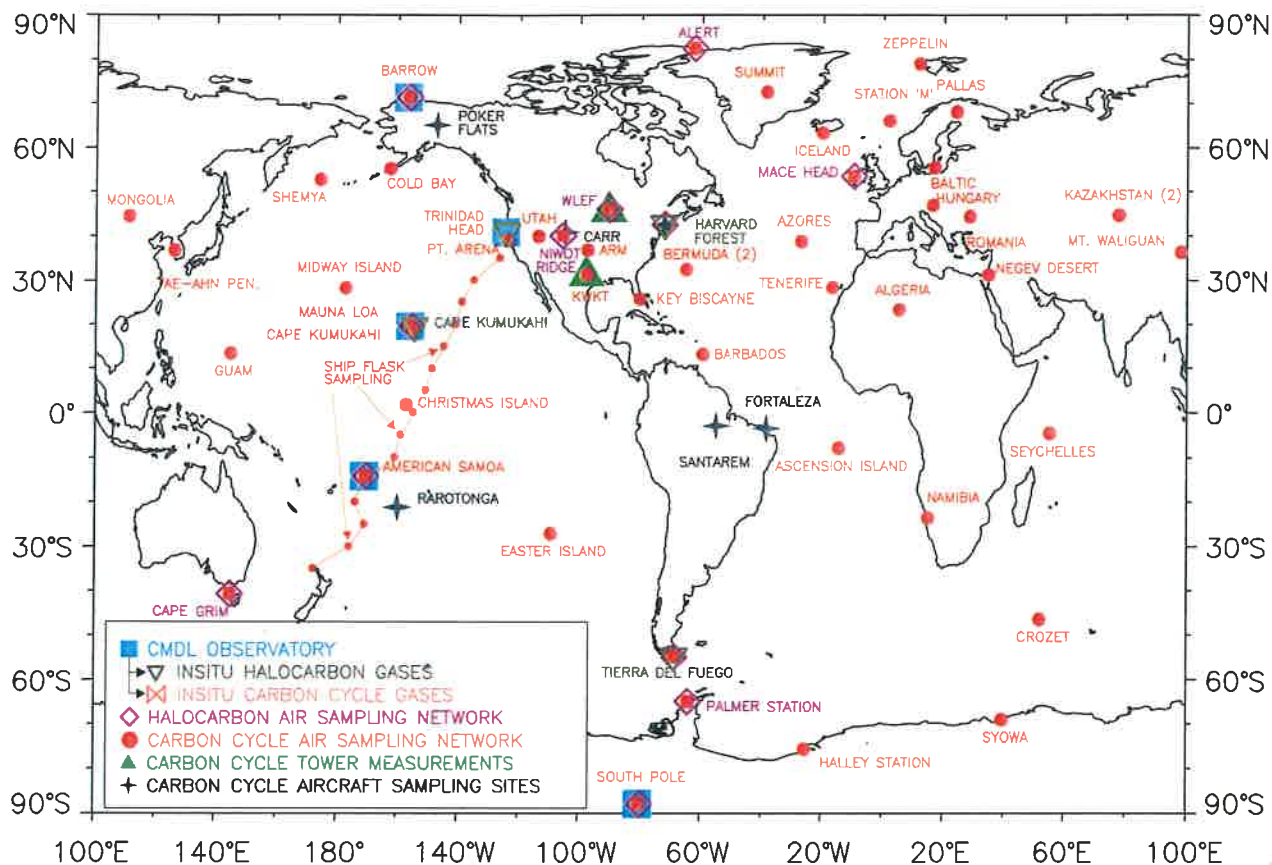 90°N
90°N
ALERT
ZEPPELIN
BARROW
SUMMIT
PALLAS
STATION 'M'
POKER
FLATS
60°N
60°N
ICELAND
MACE HEAD
SHEMYA
COLD BAY
BALTIC
MONGOLIA
WLEF
HUNGARY
KAZAKHSTAN (2)
TRINIDAD
HEAD
UTAH
HARVARD
FOREST
AZORES
CARR
PT. ARENA
NIWOT
RIDGE
ARM
BERMUDA (2)
ROMANIA
MT. WALIGUAN
30°N
30°N
AE-AHN PEN.
MIDWAY ISLAND
KWKT
KEY BISCAYNE
TENERIFE
ALGERIA
NEGEV DESERT
MAUNA LOA
CAPE KUMUKAHI
CAPE KUMUKAHI
GUAM
SHIP FLASK
SAMPLING
BARBADOS
CHRISTMAS ISLAND
FORTALEZA
0°
0°
SANTAREM
ASCENSION ISLAND
SEYCHELLES
AMERICAN SAMOA
RAROTONGA
NAMIBIA
30°S
30°S
EASTER ISLAND
CAPE GRIM
CROZET
CMDL OBSERVATORY
INSITU HALOCARBON GASES
INSITU CARBON CYCLE GASES
HALOCARBON AIR SAMPLING NETWORK
CARBON CYCLE AIR SAMPLING NETWORK
CARBON CYCLE TOWER MEASUREMENTS
CARBON CYCLE AIRCRAFT SAMPLING SITES
TIERRA DEL FUEGO
60°S
60°S
PALMER STATION
SYOWA
HALLEY STATION
SOUTH POLE
90°S
90°S
100°E
140°E
180°
140°W
100°W
60°W
20°W
20°E
60°E
100°E